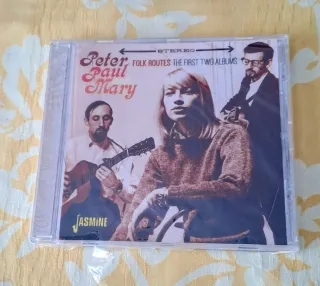 STEREO
Peter
Paul
Mary
FOLK ROUTES THE FIRST TWO ALBUMS
JASMINE